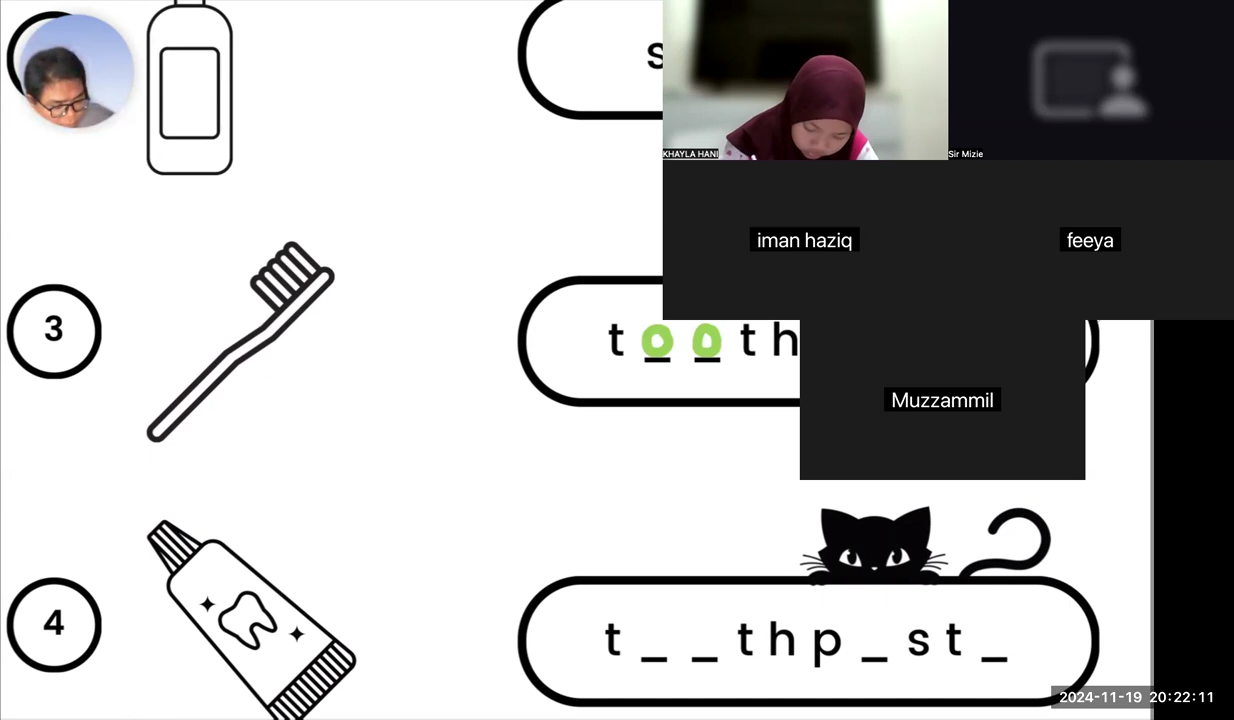 s
KHAYLA HANI
Sir Mizie
iman haziq
feeya
3
t o o t h
Muzzammil
4
t _ _ t h p _ s t _
2024-11-19 20:22:11